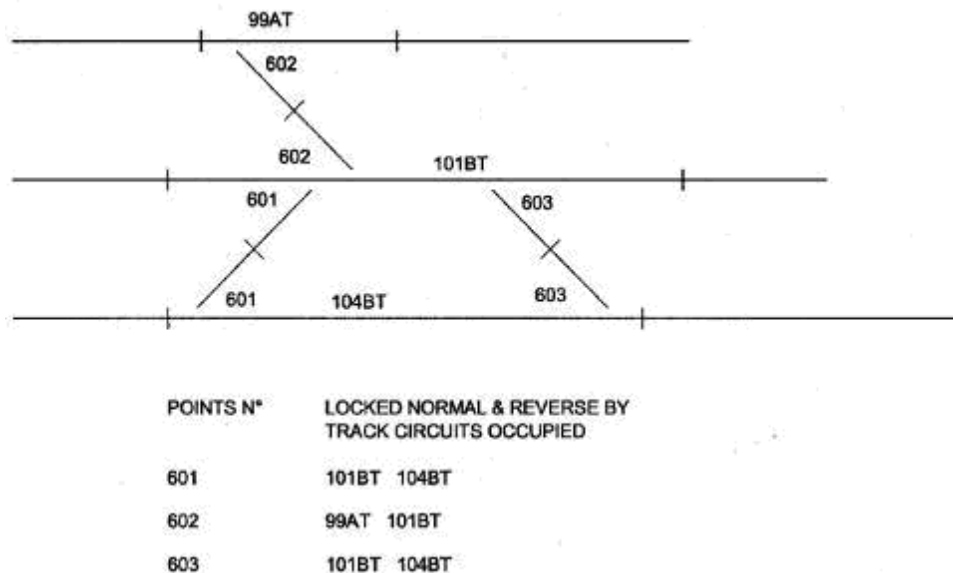 99AT
602
602
101BT
601
603
601
104BT
603
POINTS N° LOCKED NORMAL & REVERSE BY
TRACK CIRCUITS OCCUPIED
601 101BT 104BT
602 99AT 101BT
603 101BT 104BT